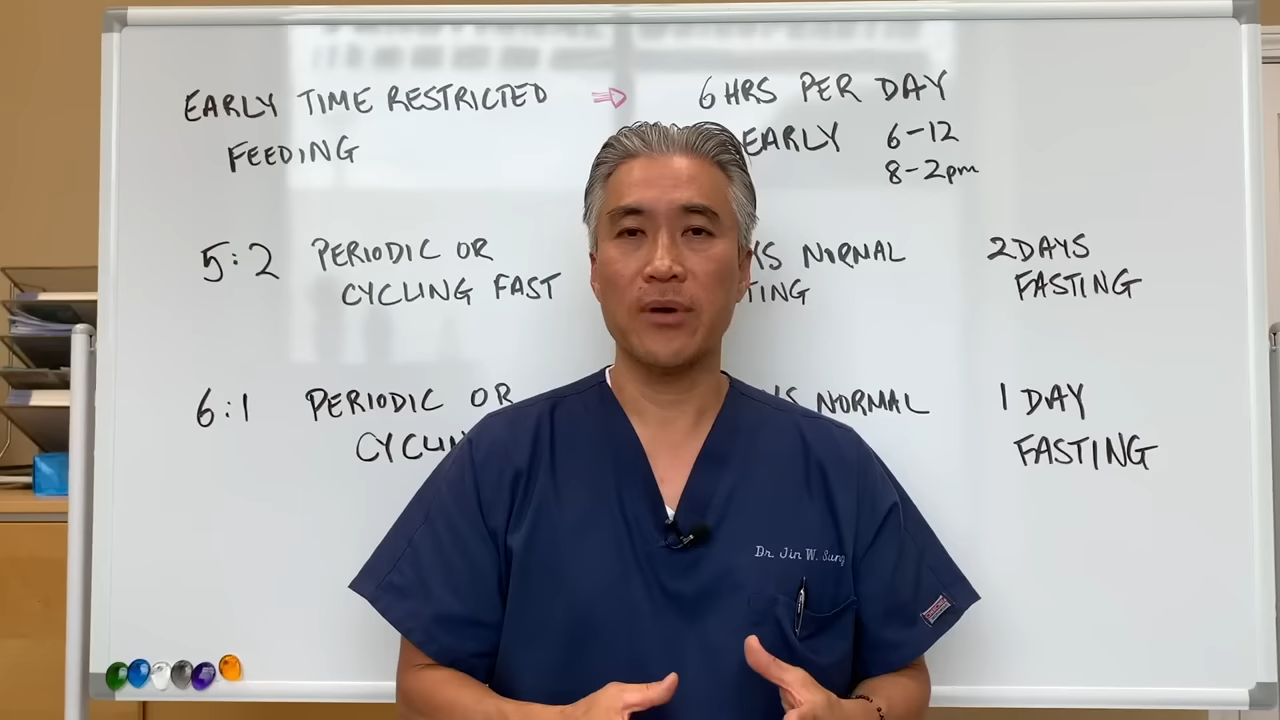 EARLY TIME RESTRICTED ⇒ 6 HRS PER DAY
FEEDING EARLY 6-12
8-2pm
5:2 PERIODIC OR NORMAL 2 DAYS
CYCLING FAST FASTING
6:1 PERIODIC OR NORMAL 1 DAY
FASTING
Dr. Jin W. Sung